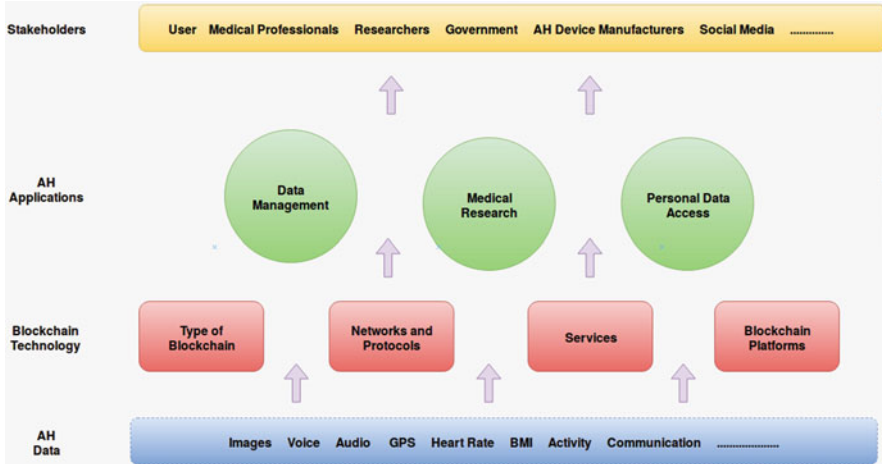 Stakeholders
User Medical Professionals Researchers Government AH Device Manufacturers Social Media ..............
AH
Applications
Data
Management
Medical
Research
Personal Data
Access
Blockchain
Technology
Type of
Blockchain
Networks and
Protocols
Services
Blockchain
Platforms
AH
Data
Images Voice Audio GPS Heart Rate BMI Activity Communication .....................